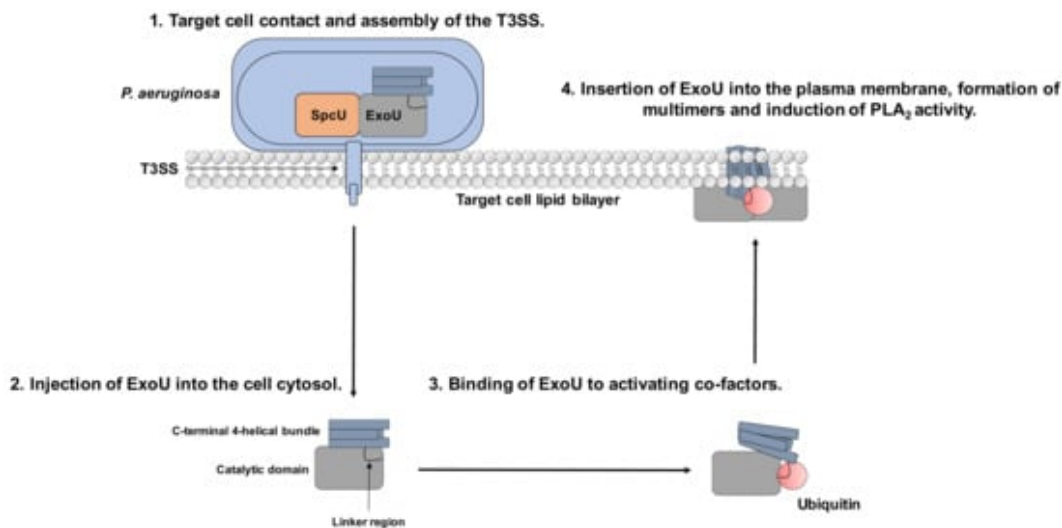 1. Target cell contact and assembly of the T3SS.
P. aeruginosa
SpcU
ExoU
T3SS
Target cell lipid bilayer
4. Insertion of ExoU into the plasma membrane, formation of
multimers and induction of PLA₂ activity.
2. Injection of ExoU into the cell cytosol.
3. Binding of ExoU to activating co-factors.
C-terminal 4-helical bundle
Catalytic domain
Linker region
Ubiquitin